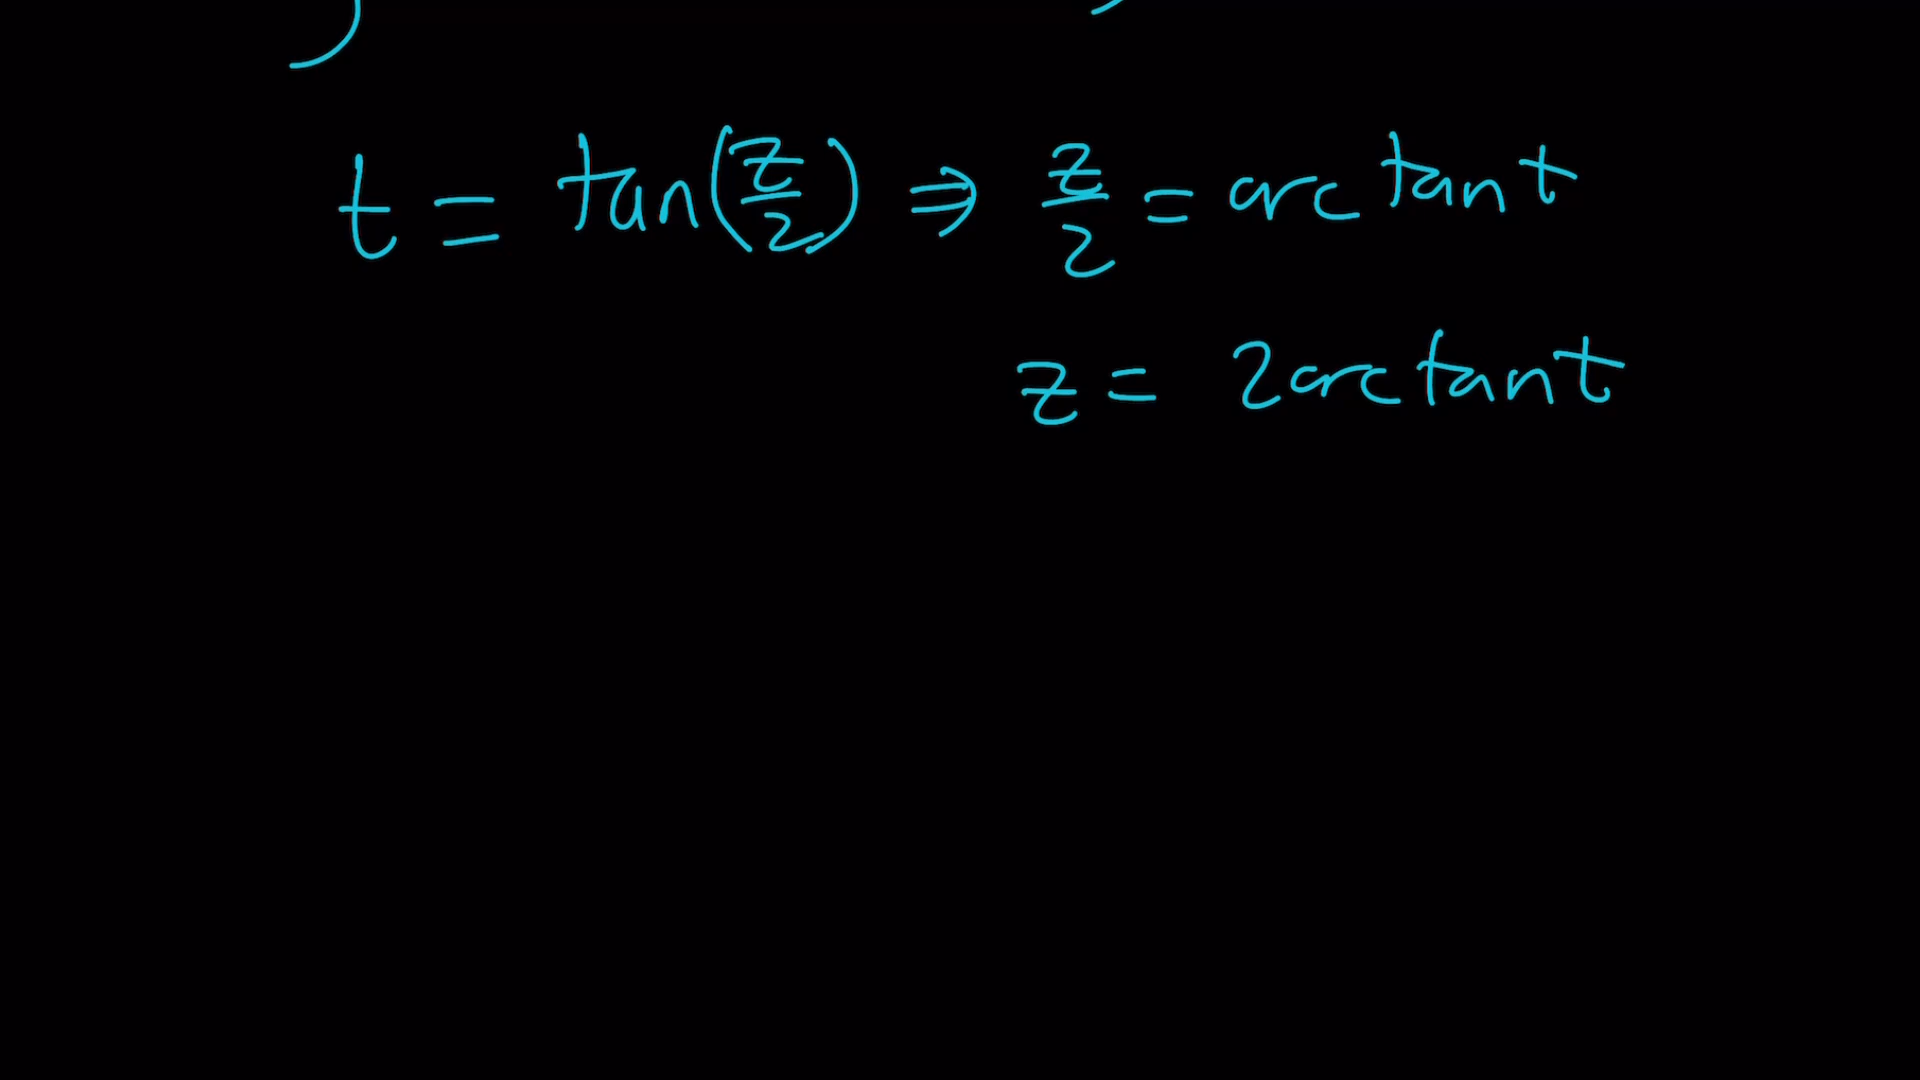 t = tan(z/2) ⇒ z/2 = arctan t
z = 2arctan t